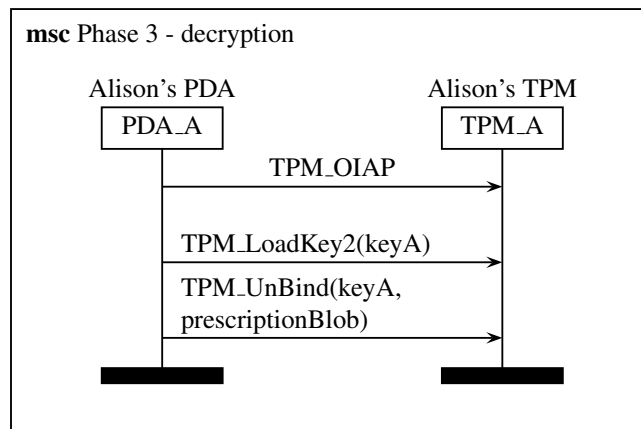 msc Phase 3 - decryption
Alison's PDA
Alison's TPM
PDA_A
TPM_A
TPM_OIAP
TPM_LoadKey2(keyA)
TPM_UnBind(keyA,
prescriptionBlob)